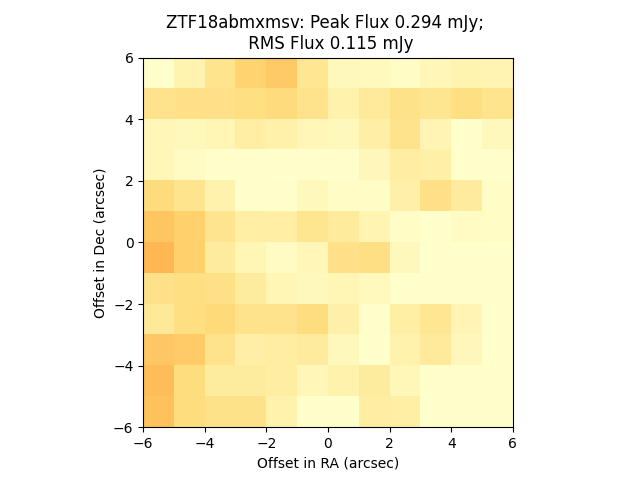 ZTF18abmxmsv: Peak Flux 0.294 mJy;
RMS Flux 0.115 mJy
6
4
2
0
−2
−4
−6
Offset in Dec (arcsec)
−6 −4 −2 0 2 4 6
Offset in RA (arcsec)